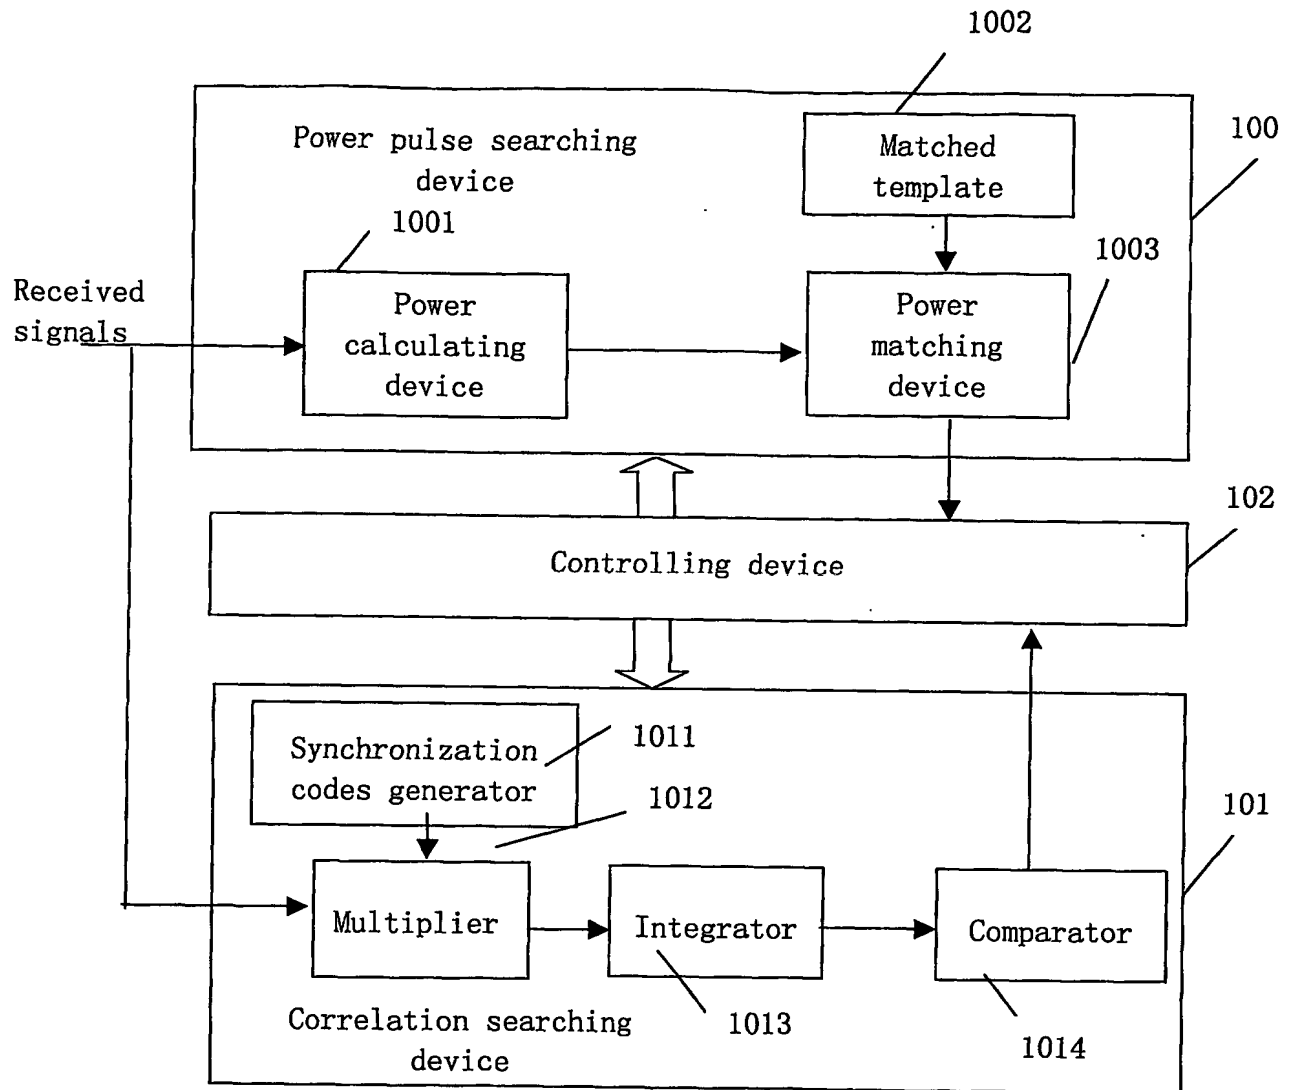 1002
Power pulse searching
device
Matched
template
100
1001
1003
Received
signals
Power
calculating
device
Power
matching
device
102
Controlling device
Synchronization
codes generator
1011
1012
101
Multiplier
Integrator
Comparator
Correlation searching
device
1013
1014